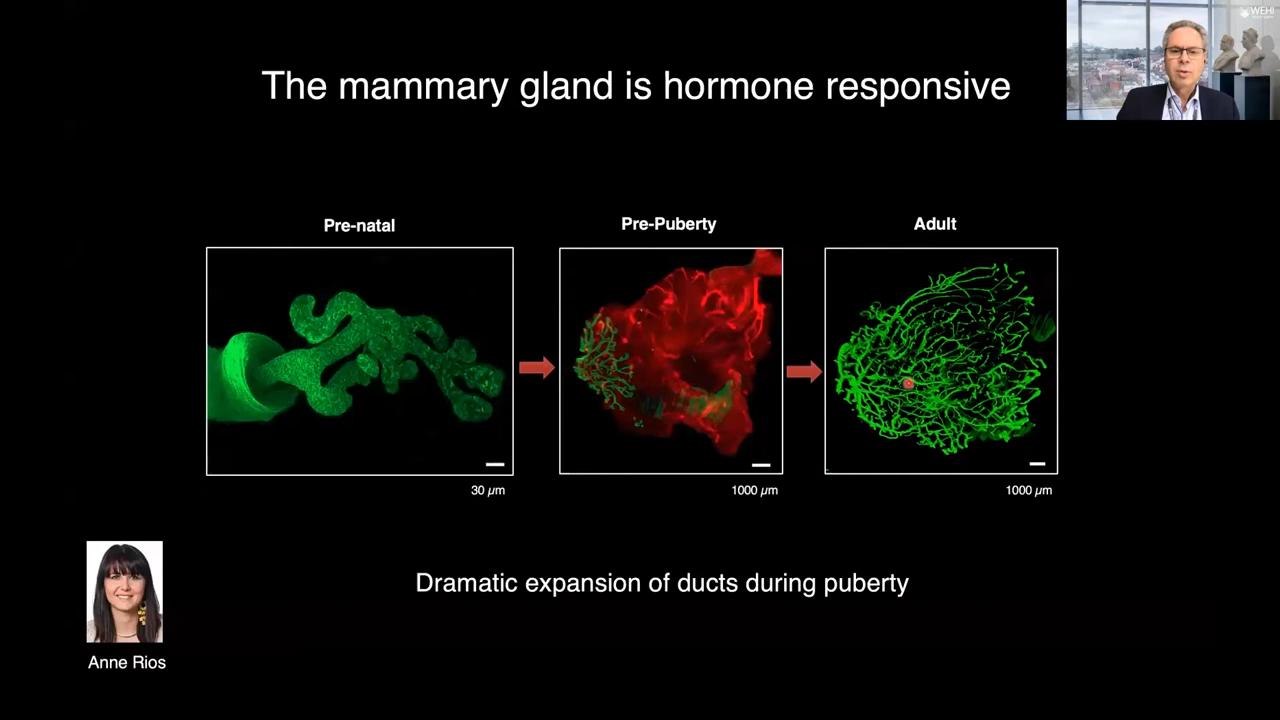 WEHI
The mammary gland is hormone responsive
Pre-natal
Pre-Puberty
Adult
30 µm
1000 µm
1000 µm
Dramatic expansion of ducts during puberty
Anne Rios